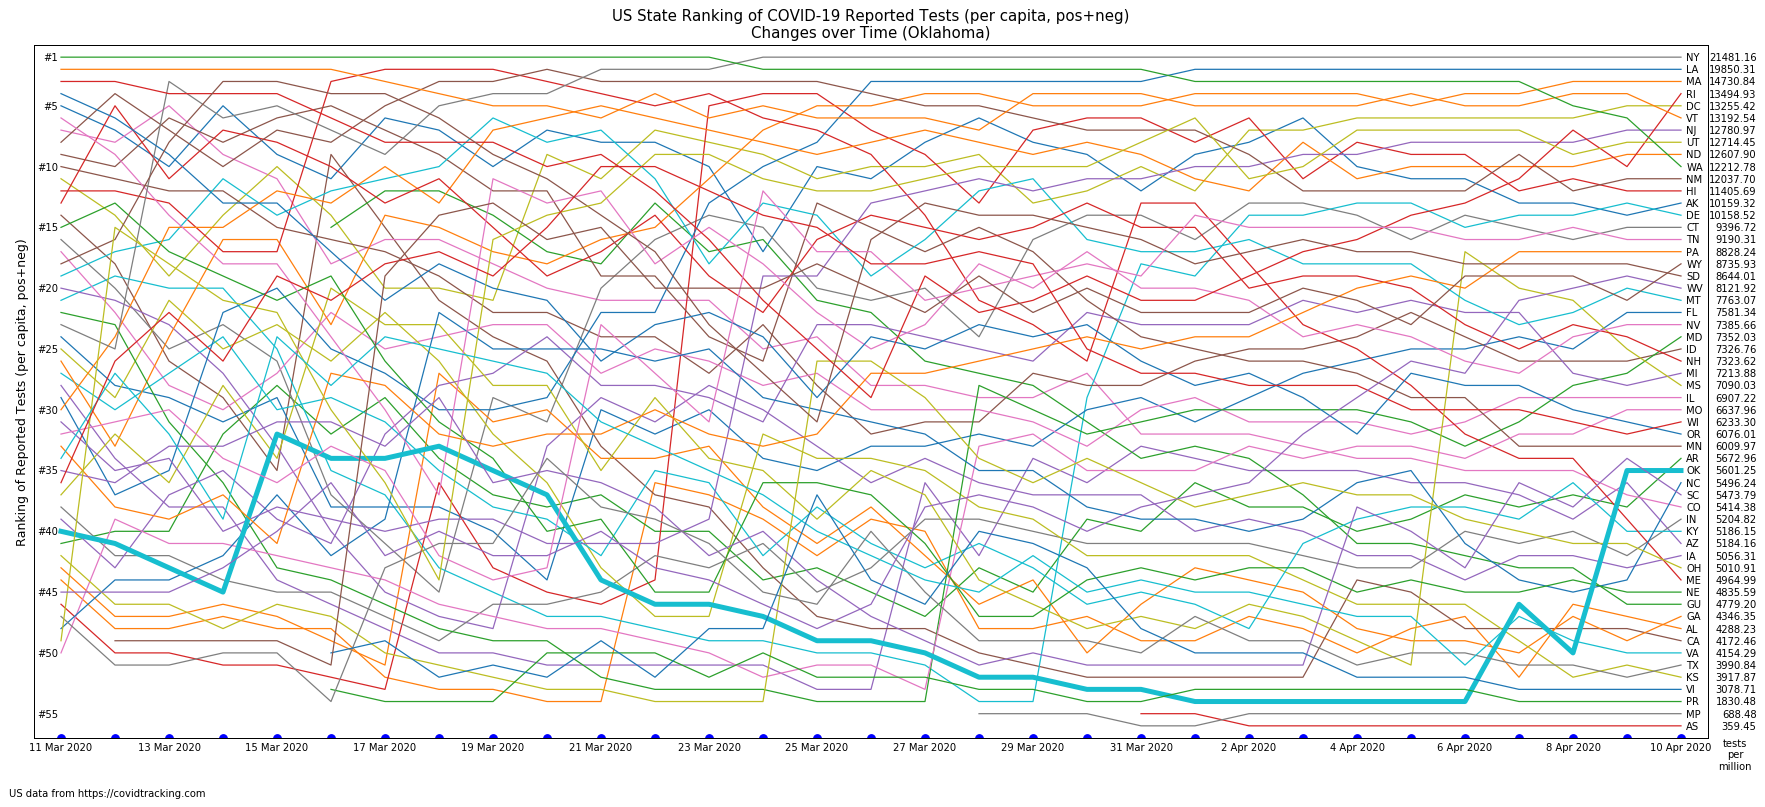 US State Ranking of COVID-19 Reported Tests (per capita, pos+neg)
Changes over Time (Oklahoma)
Ranking of Reported Tests (per capita, pos+neg)
#1
#5
#10
#15
#20
#25
#30
#35
#40
#45
#50
#55
NY 21481.16
LA 19850.31
MA 14730.84
RI 13494.93
DC 13255.42
VT 13192.54
NJ 12780.97
UT 12714.45
ND 12607.90
WA 12212.78
NM 12037.70
HI 11405.69
AK 10159.32
DE 10158.52
CT 9396.72
TN 9190.31
PA 8828.24
WY 8735.93
SD 8644.01
WV 8121.92
MT 7763.07
FL 7581.34
NV 7385.66
MD 7352.03
ID 7326.76
NH 7323.62
MI 7213.88
MS 7090.03
IL 6907.22
MO 6637.96
WI 6233.30
OR 6076.01
MN 6009.97
AR 5672.96
OK 5601.25
NC 5496.24
SC 5473.79
CO 5414.38
IN 5204.82
KY 5186.15
AZ 5184.16
IA 5056.31
OH 5010.91
ME 4964.99
NE 4835.59
GU 4779.20
GA 4346.35
AL 4288.23
CA 4172.46
VA 4154.29
TX 3990.84
KS 3917.87
VI 3078.71
PR 1830.48
MP 688.48
AS 359.45
11 Mar 2020 13 Mar 2020 15 Mar 2020 17 Mar 2020 19 Mar 2020 21 Mar 2020 23 Mar 2020 25 Mar 2020 27 Mar 2020 29 Mar 2020 31 Mar 2020 2 Apr 2020 4 Apr 2020 6 Apr 2020 8 Apr 2020 10 Apr 2020
tests
per
million
US data from https://covidtracking.com